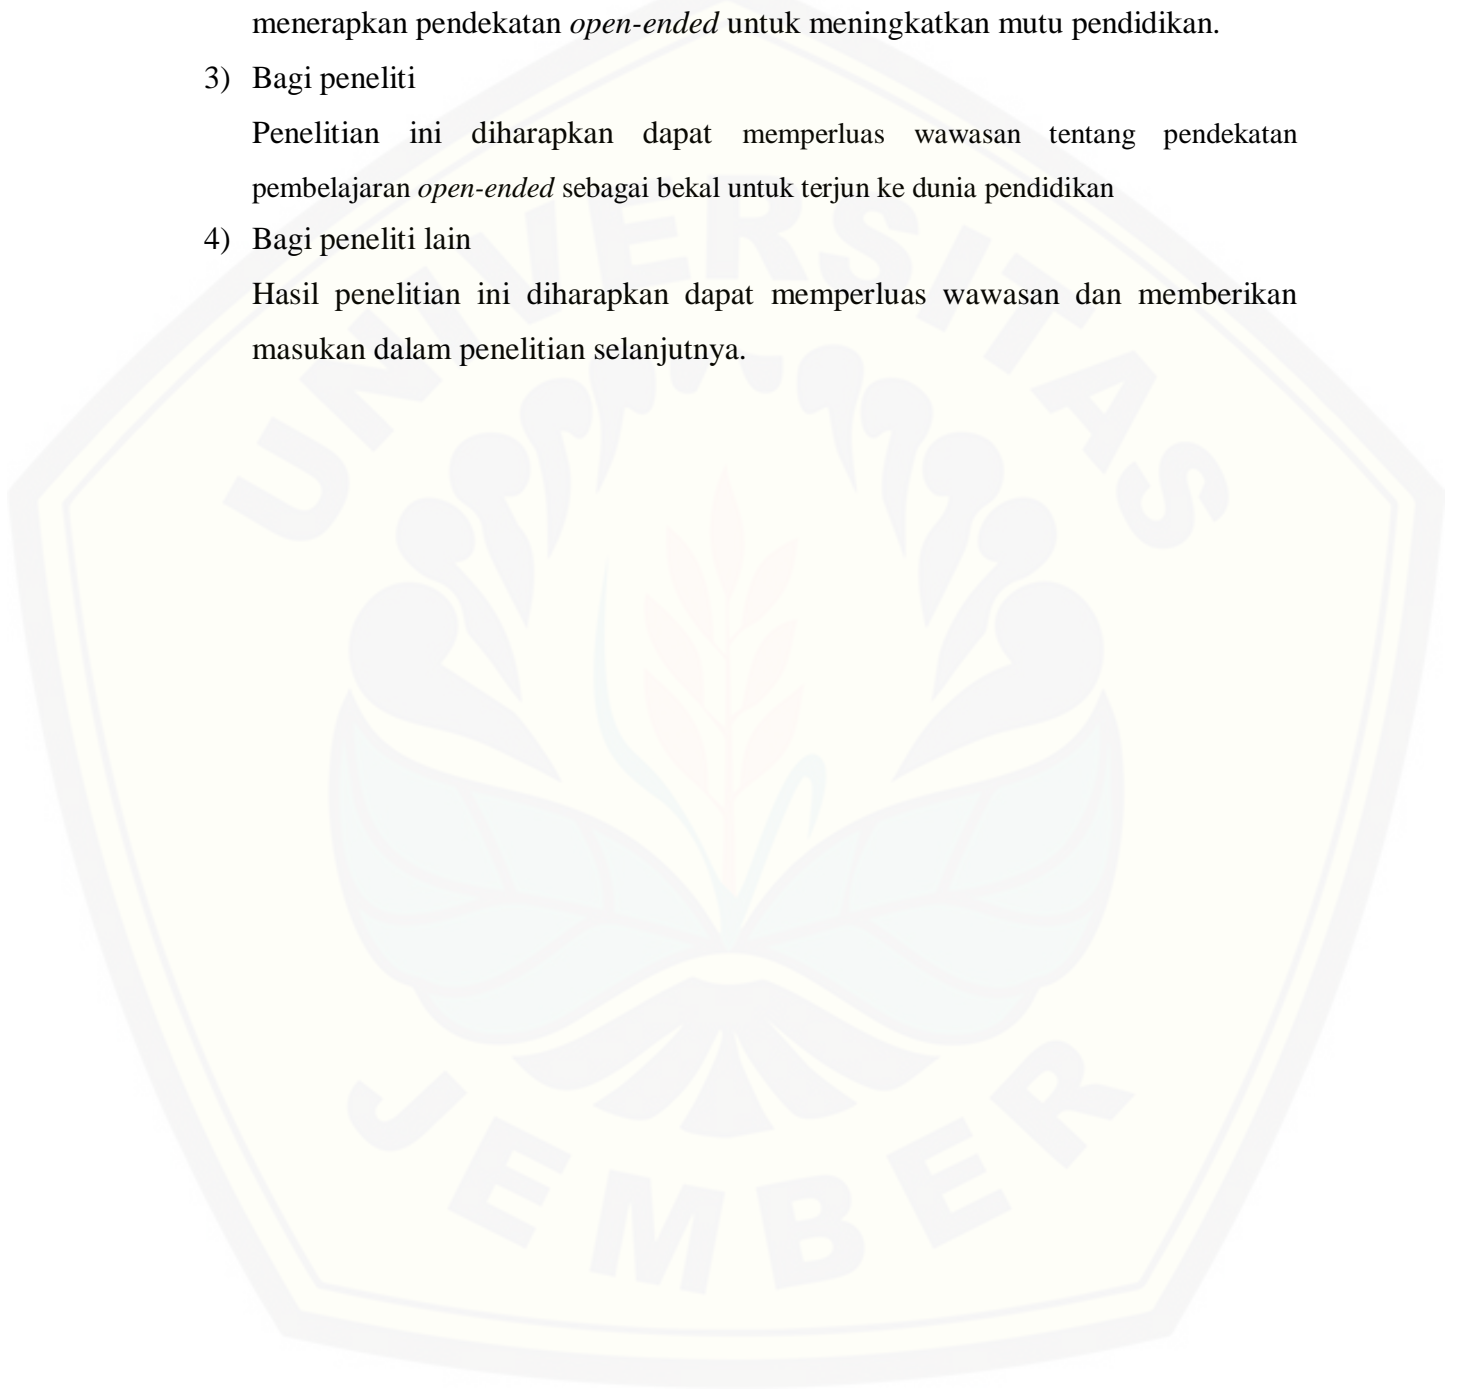 menerapkan pendekatan open-ended untuk meningkatkan mutu pendidikan.
3) Bagi peneliti
Penelitian ini diharapkan dapat memperluas wawasan tentang pendekatan
pembelajaran open-ended sebagai bekal untuk terjun ke dunia pendidikan
4) Bagi peneliti lain
Hasil penelitian ini diharapkan dapat memperluas wawasan dan memberikan
masukan dalam penelitian selanjutnya.
UNIVERSITAS
JEMBER